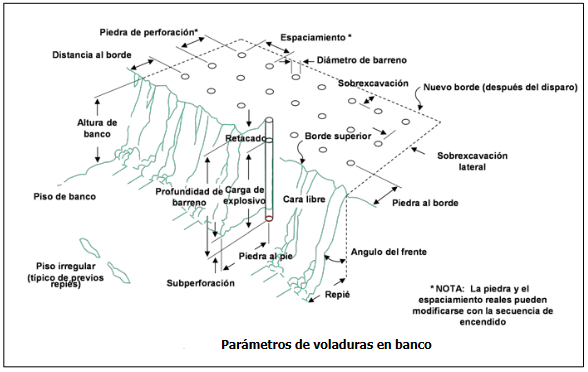 Piedra de perforación*
Espaciamiento *
Distancia al borde
Diámetro de barreno
Sobrexcavación
Nuevo borde (después del disparo)
Altura de
banco
Retacado
Borde superior
Sobrexcavación
lateral
Piso de banco
Profundidad de
barreno
Carga de
explosivo
Cara libre
Piedra al borde
Piso irregular
(típico de previos
repiés)
Piedra al pie
Subperforación
Angulo del frente
Repié
* NOTA: La piedra y el
espaciamiento reales pueden
modificarse con la secuencia de
encendido
Parámetros de voladuras en banco